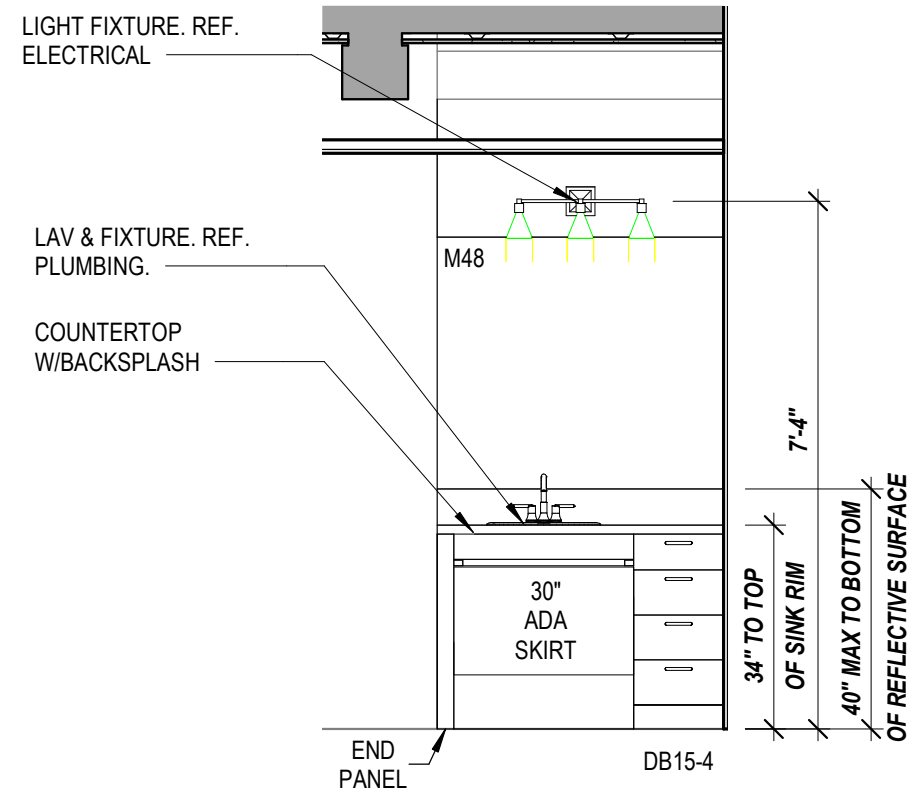 LIGHT FIXTURE. REF.
ELECTRICAL
LAV & FIXTURE. REF.
PLUMBING.
COUNTERTOP
W/BACKSPLASH
M48
7'-4"
30"
ADA
SKIRT
34" TO TOP
OF SINK RIM
40" MAX TO BOTTOM
OF REFLECTIVE SURFACE
END
PANEL
DB15-4